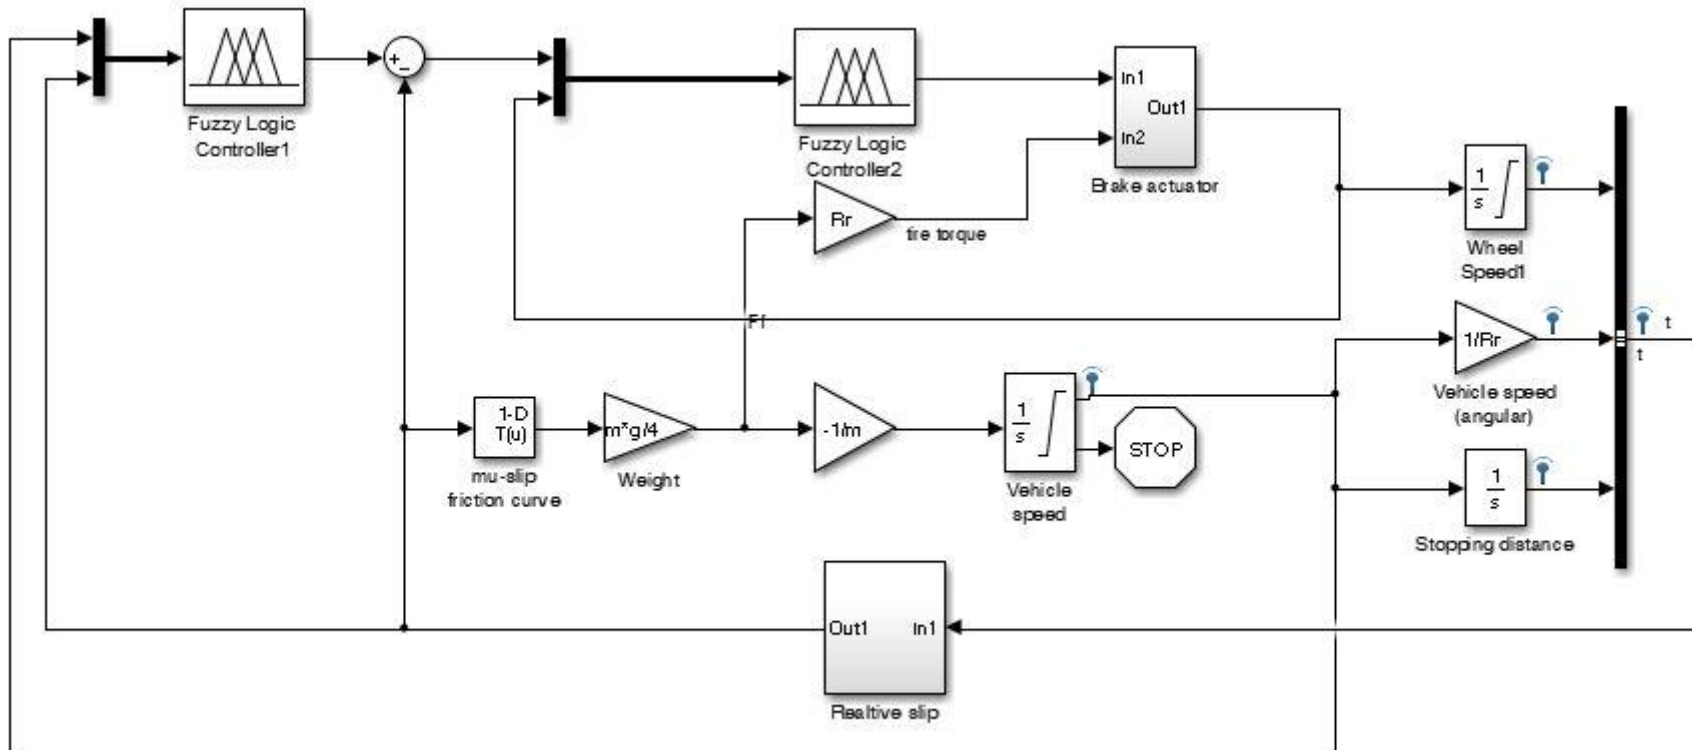 Fuzzy Logic
Controller1
+
_
Fuzzy Logic
Controller2
In1
Out1
In2
Brake actuator
Rr
tire torque
1
s
Wheel
Speed1
Ff
1/Rr
t
t
Vehicle speed
(angular)
1-D
T(u)
mu-slip
friction curve
m*g/4
Weight
-1/m
1
s
Vehicle
speed
STOP
1
s
Stopping distance
Out1 In1
Realtive slip